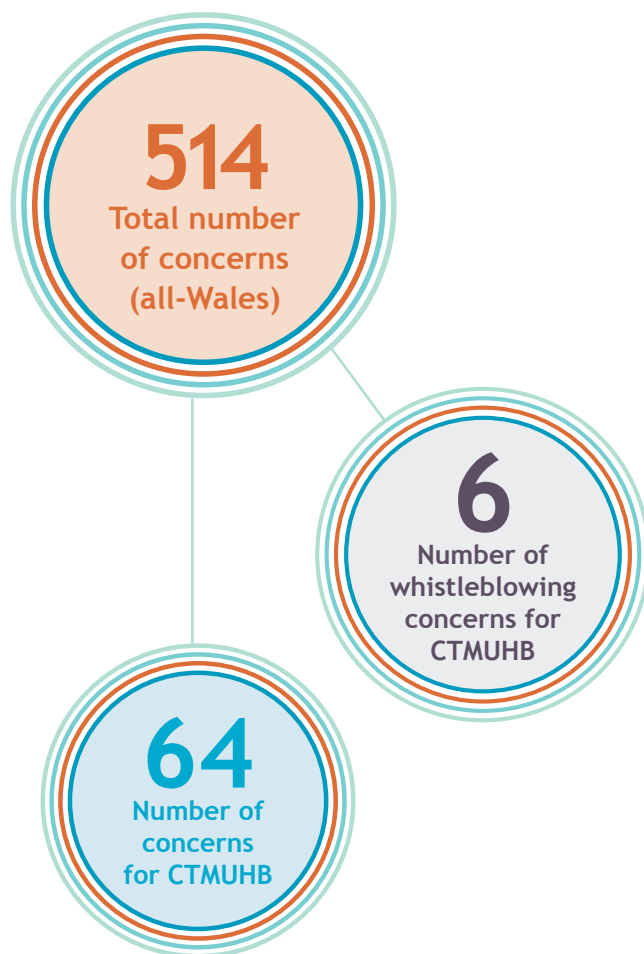 514
Total number
of concerns
(all-Wales)
6
Number of
whistleblowing
concerns for
CTMUHB
64
Number of
concerns
for CTMUHB